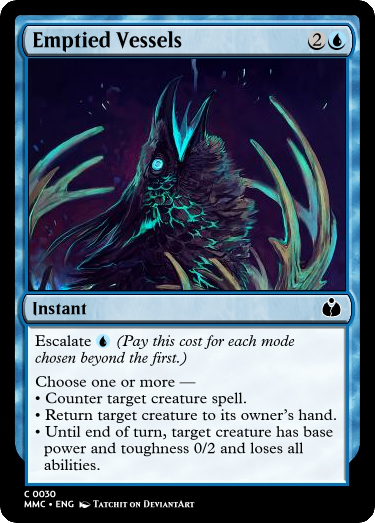 Emptied Vessels 2
Instant
Escalate (Pay this cost for each mode
chosen beyond the first.)
Choose one or more —
• Counter target creature spell.
• Return target creature to its owner's hand.
• Until end of turn, target creature has base
power and toughness 0/2 and loses all
abilities.
C 0030
MMC • ENG Tatchit on DeviantArt